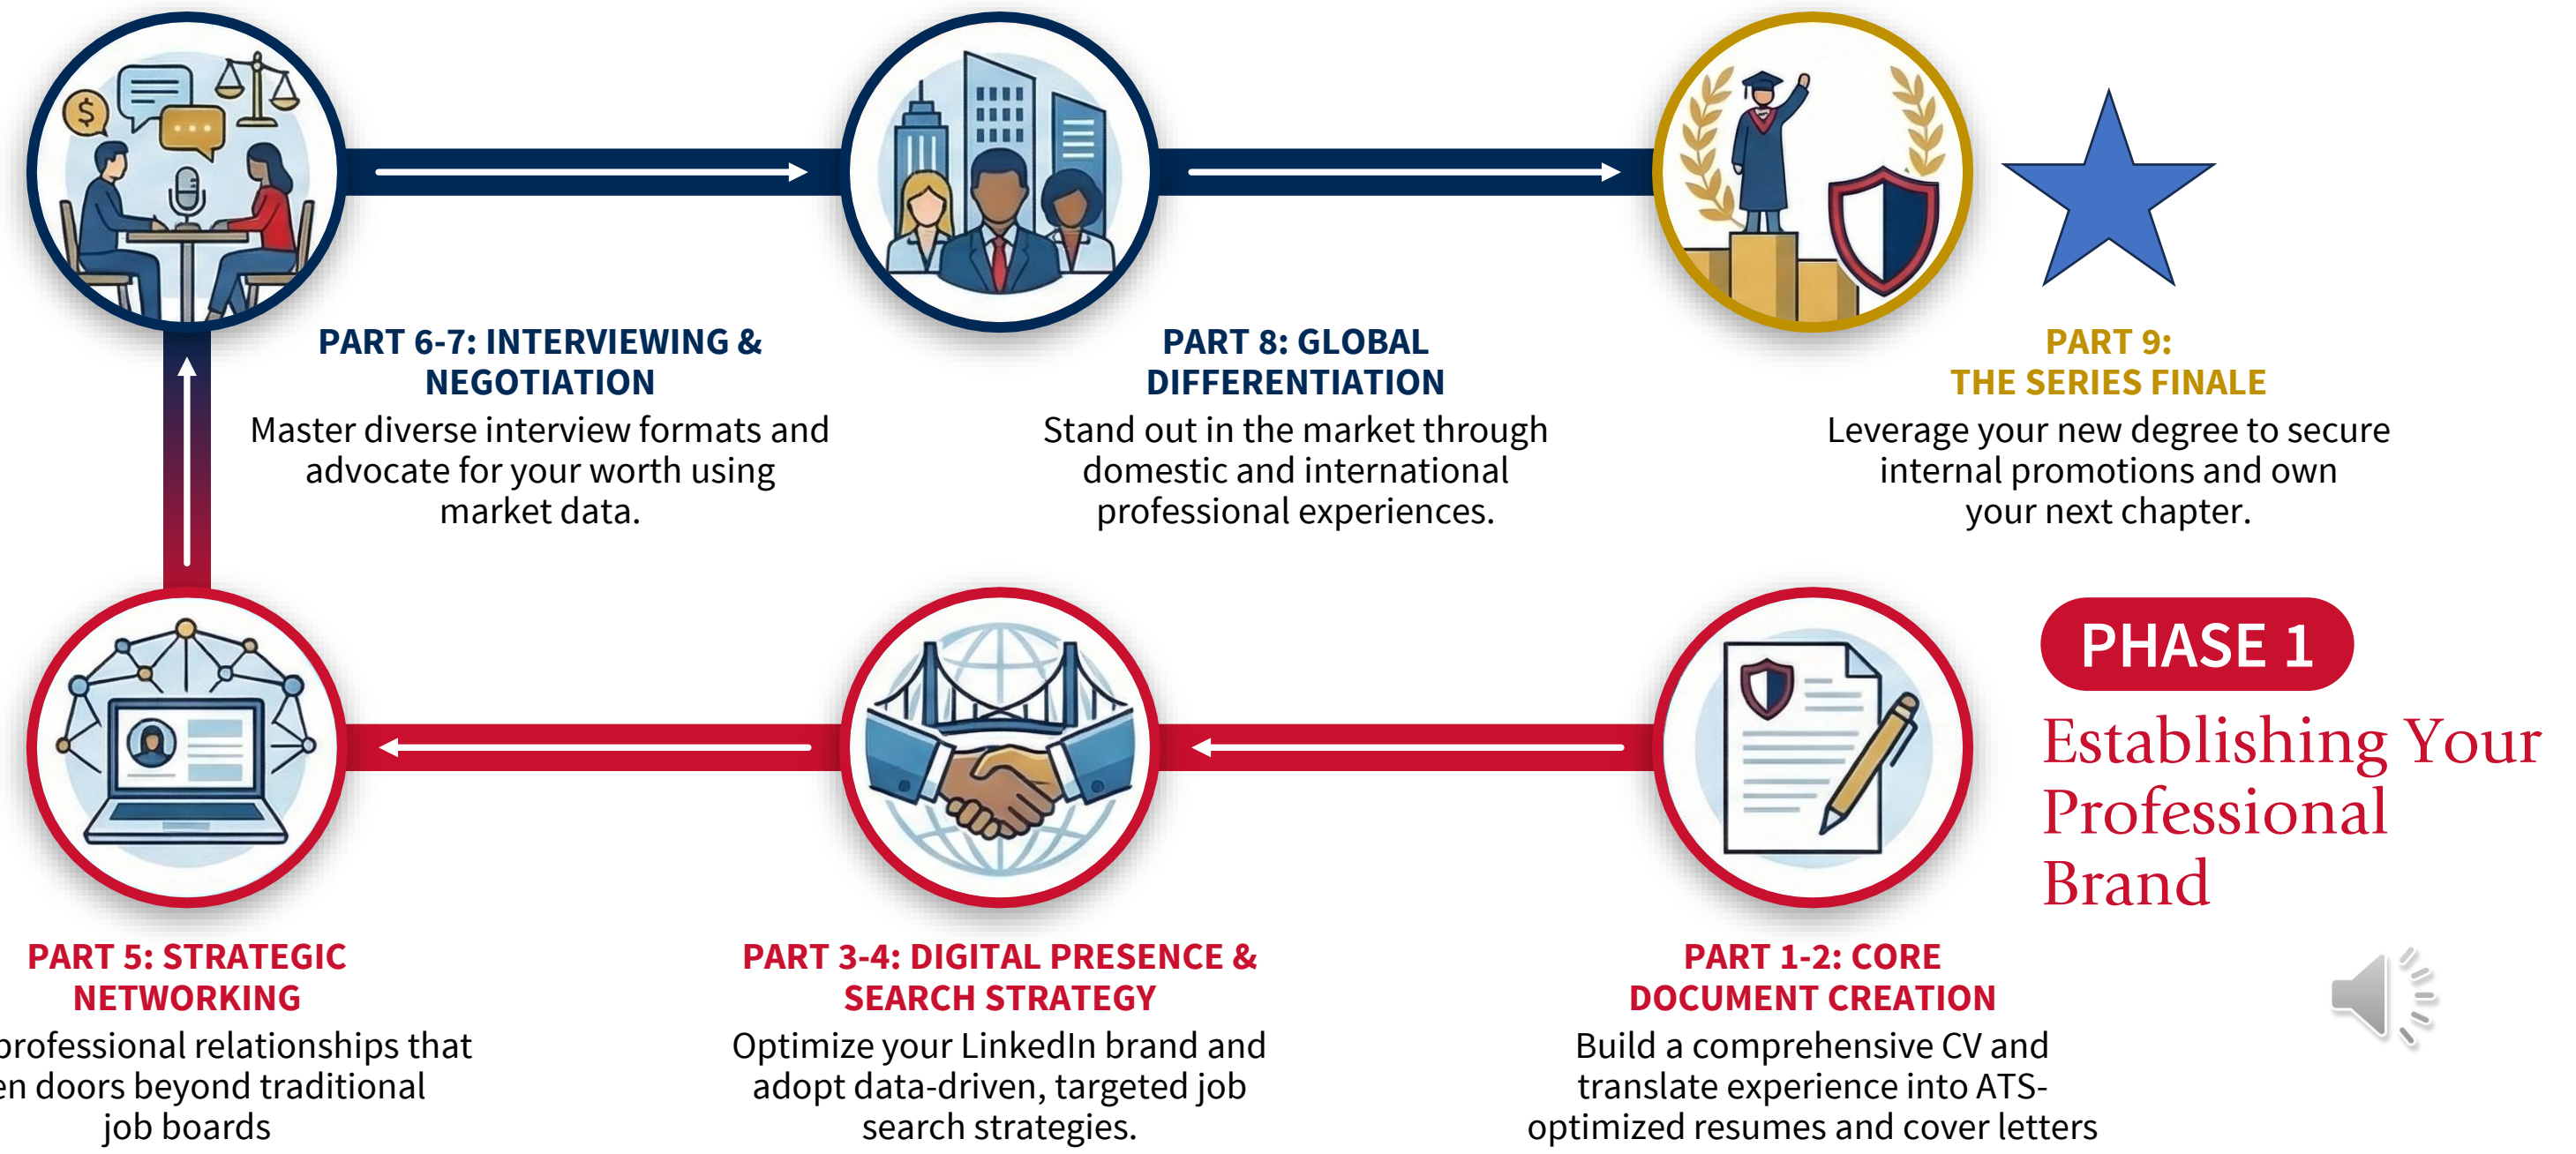 PART 6-7: INTERVIEWING &
NEGOTIATION
Master diverse interview formats and
advocate for your worth using
market data.
PART 8: GLOBAL
DIFFERENTIATION
Stand out in the market through
domestic and international
professional experiences.
PART 9:
THE SERIES FINALE
Leverage your new degree to secure
internal promotions and own
your next chapter.
PHASE 1
Establishing Your
Professional
Brand
PART 5: STRATEGIC
NETWORKING
professional relationships that
doors beyond traditional
job boards
PART 3-4: DIGITAL PRESENCE &
SEARCH STRATEGY
Optimize your LinkedIn brand and
adopt data-driven, targeted job
search strategies.
PART 1-2: CORE
DOCUMENT CREATION
Build a comprehensive CV and
translate experience into ATS-
optimized resumes and cover letters